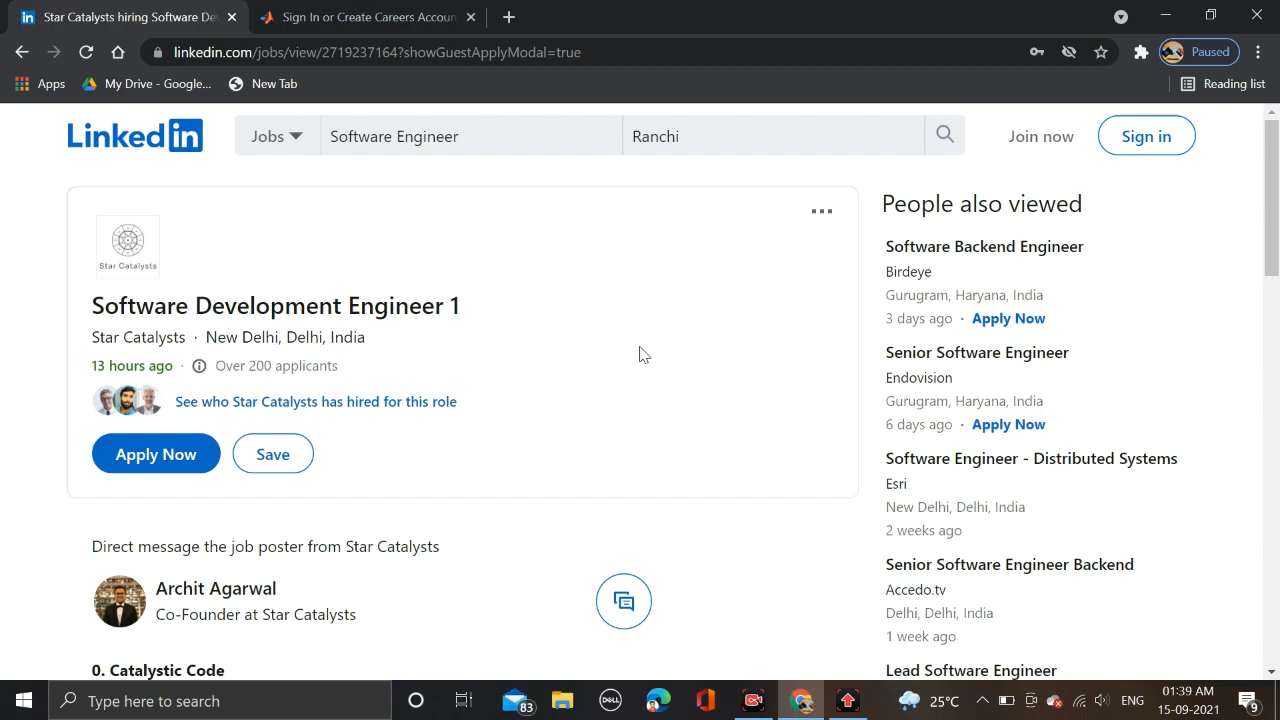 Star Catalysts hiring Software De
Sign In or Create Careers Accoun
linkedin.com/jobs/view/2719237164?showGuestApplyModal=true
Paused
Apps
My Drive - Google...
New Tab
Reading list
Linkedin
Jobs
Software Engineer
Ranchi
Join now
Sign in
Star Catalysts
Software Development Engineer 1
Star Catalysts · New Delhi, Delhi, India
13 hours ago · Over 200 applicants
See who Star Catalysts has hired for this role
Apply Now
Save
Direct message the job poster from Star Catalysts
Archit Agarwal
Co-Founder at Star Catalysts
0. Catalytic Code
People also viewed
Software Backend Engineer
Birdeye
Gurugram, Haryana, India
3 days ago · Apply Now
Senior Software Engineer
Endovision
Gurugram, Haryana, India
6 days ago · Apply Now
Software Engineer - Distributed Systems
Esri
New Delhi, Delhi, India
2 weeks ago
Senior Software Engineer Backend
Accedo.tv
Delhi, Delhi, India
1 week ago
Lead Software Engineer
Type here to search
83
DELL
25°C
ENG
01:39 AM
15-09-2021
9